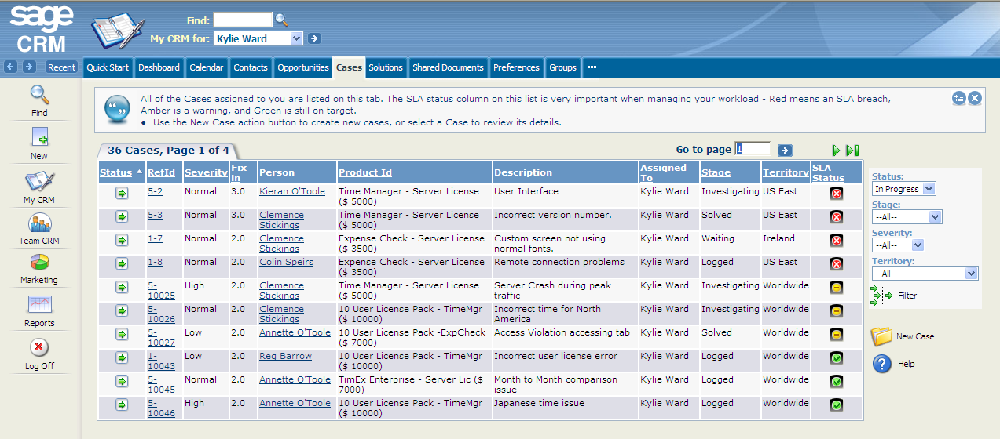 sage
CRM
Find:
My CRM for: Kylie Ward
Recent
Quick Start Dashboard Calendar Contacts Opportunities Cases Solutions Shared Documents Preferences Groups ...
Find
New
My CRM
Team CRM
Marketing
Reports
Log Off
All of the Cases assigned to you are listed on this tab. The SLA status column on this list is very important when managing your workload - Red means an SLA breach,
Amber is a warning, and Green is still on target.
• Use the New Case action button to create new cases, or select a Case to review its details.
36 Cases, Page 1 of 4
Go to page 1
Status RefId Severity Fix in Person Product Id Description Assigned To Stage Territory SLA Status
5-2 Normal 3.0 Kieran O'Toole Time Manager - Server License ($ 5000) User Interface Kylie Ward Investigating US East
5-3 Normal 3.0 Clemence Stickings Time Manager - Server License ($ 5000) Incorrect version number. Kylie Ward Solved US East
1-7 Normal 2.0 Clemence Stickings Expense Check - Server License ($ 3500) Custom screen not using normal fonts. Kylie Ward Waiting Ireland
1-8 Normal 2.0 Colin Speirs Expense Check - Server License ($ 3500) Remote connection problems Kylie Ward Logged US East
5-10025 High 2.0 Clemence Stickings Time Manager - Server License ($ 5000) Server Crash during peak traffic Kylie Ward Investigating Worldwide
5-10026 Normal 2.0 Clemence Stickings 10 User License Pack - TimeMgr ($ 10000) Incorrect time for North America Kylie Ward Investigating Worldwide
5-10027 Low 2.0 Annette O'Toole 10 User License Pack -ExpCheck ($ 7000) Access Violation accessing tab Kylie Ward Solved Worldwide
1-10043 Low 2.0 Reg Barrow 10 User License Pack - TimeMgr ($ 10000) Incorrect user license error Kylie Ward Logged Worldwide
5-10045 Normal 2.0 Annette O'Toole TimEx Enterprise - Server Lic ($ 7000) Month to Month comparison issue Kylie Ward Logged Worldwide
5-10046 High 2.0 Annette O'Toole 10 User License Pack - TimeMgr ($ 10000) Japanese time issue Kylie Ward Logged Worldwide
Status:
In Progress
Stage:
--All--
Severity:
--All--
Territory:
--All--
Filter
New Case
Help